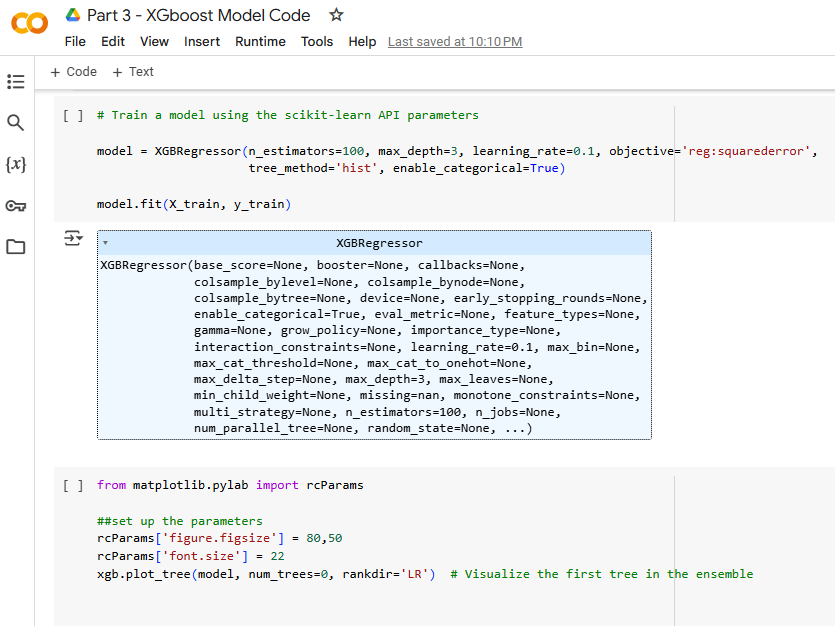 Part 3 - XGboost Model Code
File Edit View Insert Runtime Tools Help Last saved at 10:10 PM
+ Code + Text
{x}
[ ] # Train a model using the scikit-learn API parameters
model = XGBRegressor(n_estimators=100, max_depth=3, learning_rate=0.1, objective='reg:squarederror',
tree_method='hist', enable_categorical=True)
model.fit(X_train, y_train)
XGBRegressor
XGBRegressor(base_score=None, booster=None, callbacks=None,
colsample_bylevel=None, colsample_bynode=None,
colsample_bytree=None, device=None, early_stopping_rounds=None,
enable_categorical=True, eval_metric=None, feature_types=None,
gamma=None, grow_policy=None, importance_type=None,
interaction_constraints=None, learning_rate=0.1, max_bin=None,
max_cat_threshold=None, max_cat_to_onehot=None,
max_delta_step=None, max_depth=3, max_leaves=None,
min_child_weight=None, missing=nan, monotone_constraints=None,
multi_strategy=None, n_estimators=100, n_jobs=None,
num_parallel_tree=None, random_state=None, ...)
[ ] from matplotlib.pylab import rcParams
##set up the parameters
rcParams['figure.figsize'] = 80,50
rcParams['font.size'] = 22
xgb.plot_tree(model, num_trees=0, rankdir='LR') # Visualize the first tree in the ensemble